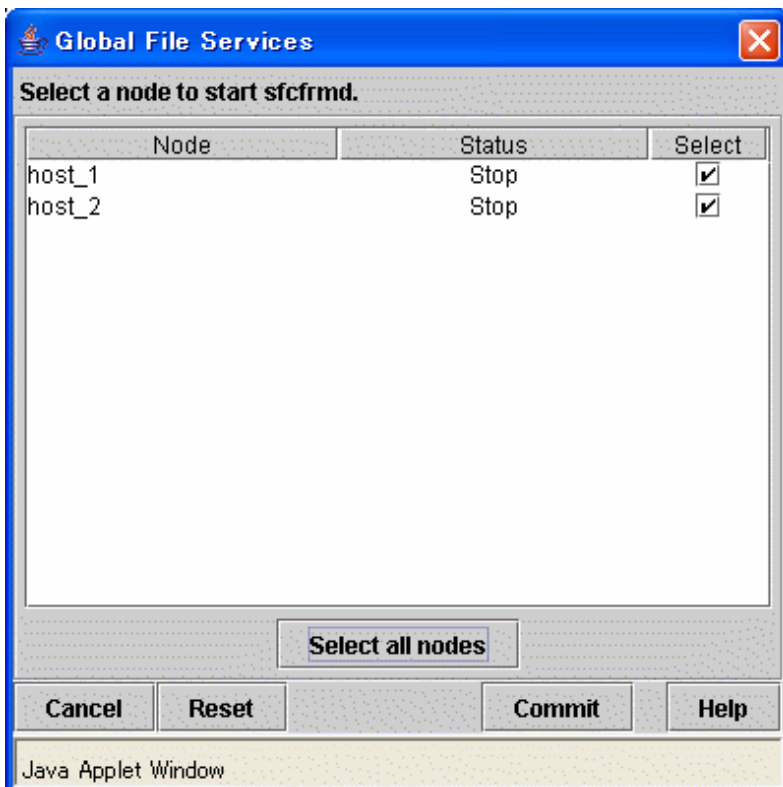 Global File Services
Select a node to start sfcfrmd.
Node Status Select
host_1 Stop
host_2 Stop
Select all nodes
Cancel Reset Commit Help
Java Applet Window